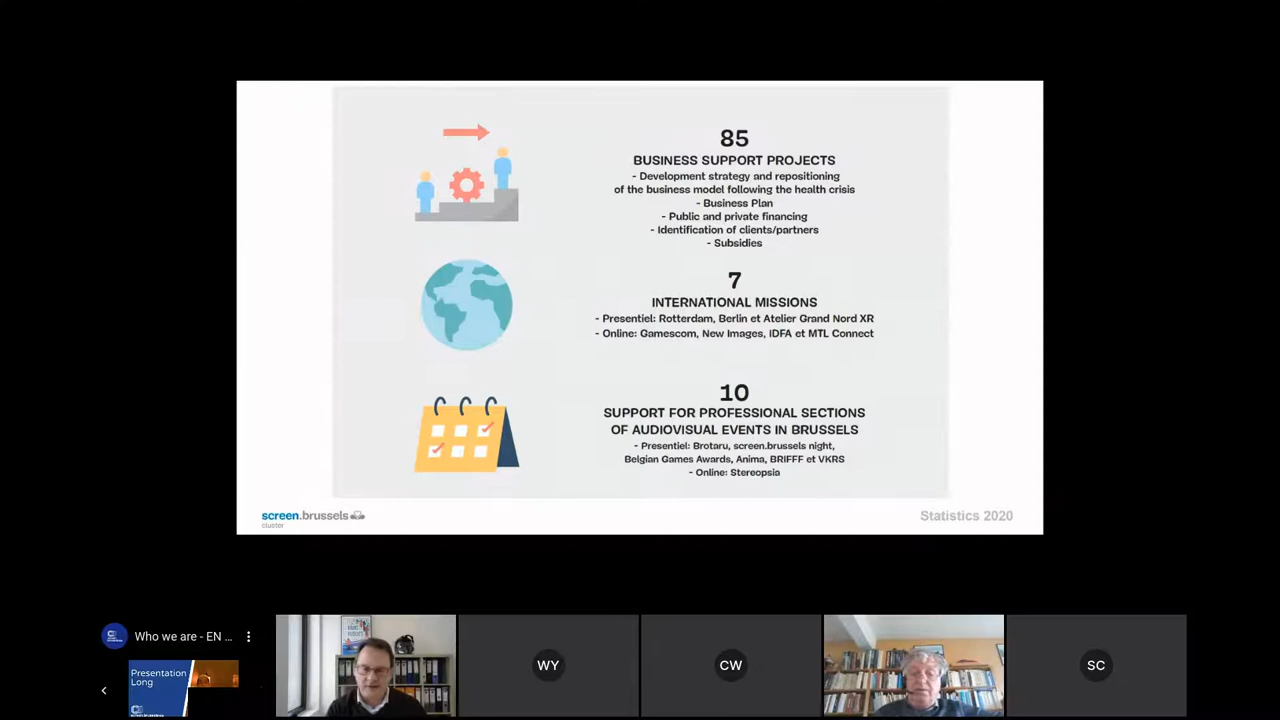 85
BUSINESS SUPPORT PROJECTS
- Development strategy and repositioning
of the business model following the health crisis
- Business Plan
- Public and private financing
- Identification of clients/partners
- Subsidies
7
INTERNATIONAL MISSIONS
- Presentiel: Rotterdam, Berlin et Atelier Grand Nord XR
- Online: Gamescom, New Images, IDFA et MTL Connect
10
SUPPORT FOR PROFESSIONAL SECTIONS
OF AUDIOVISUAL EVENTS IN BRUSSELS
- Presentiel: Brotaru, screen.brussels night,
Belgian Games Awards, Anima, BRIFFF et VKRS
- Online: Stereopsia
screen.brussels
cluster
Statistics 2020
Who we are - EN ...
Presentation
Long
WY
CW
SC